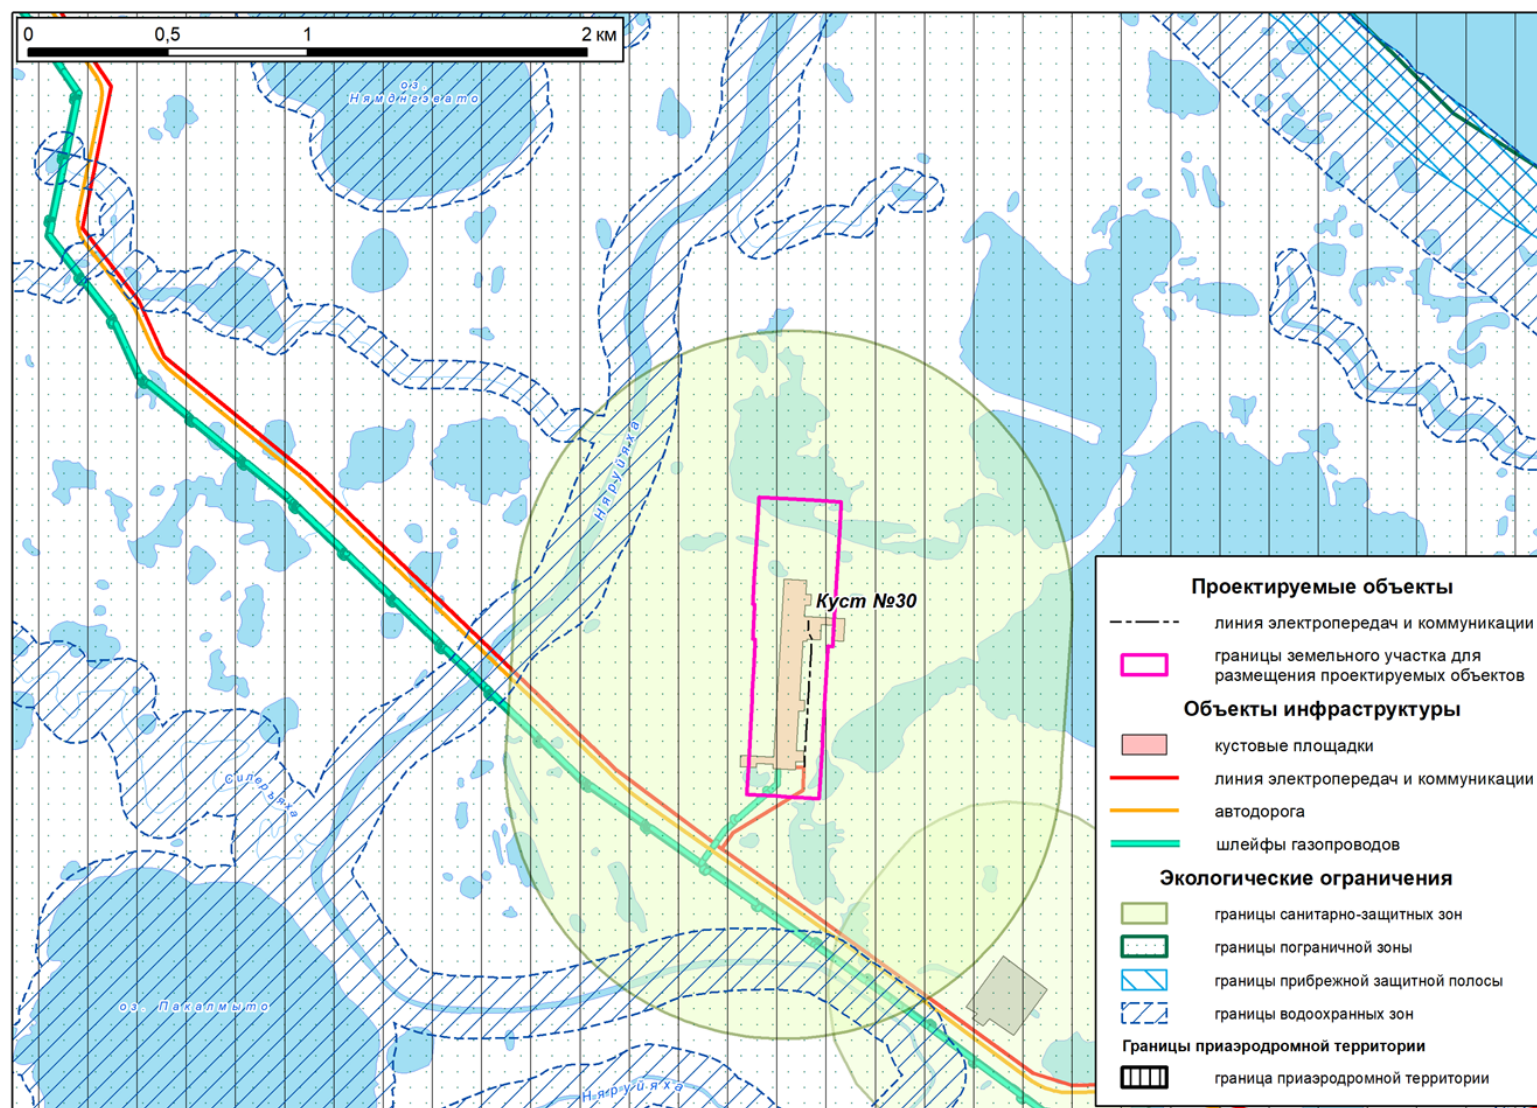 0 0,5 1 2 км
оз.
Нямднгэвато
Няруйяха
Куст №30
Силеръяха
оз. Пакалмыто
Няруйяха
Проектируемые объекты
линия электропередач и коммуникации
границы земельного участка для
размещения проектируемых объектов
Объекты инфраструктуры
кустовые площадки
линия электропередач и коммуникации
автодорога
шлейфы газопроводов
Экологические ограничения
границы санитарно-защитных зон
границы пограничной зоны
границы прибрежной защитной полосы
границы водоохранных зон
Границы приаэродромной территории
граница приаэродромной территории